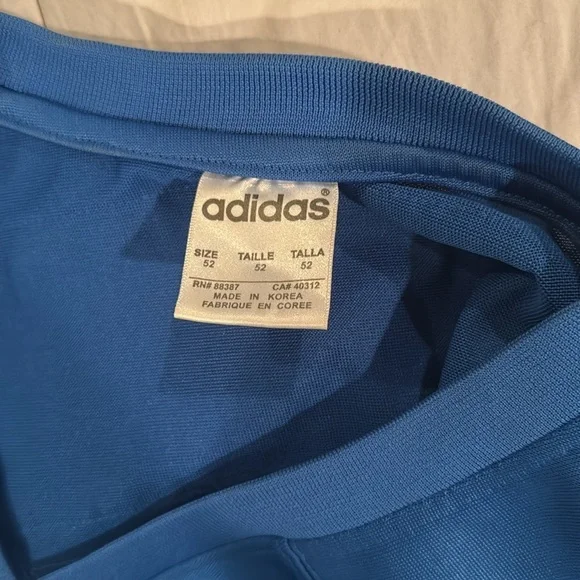 adidas®
SIZE TAILLE TALLA
52 52 52
RN# 88387 CA# 40312
MADE IN KOREA
FABRIQUE EN COREE